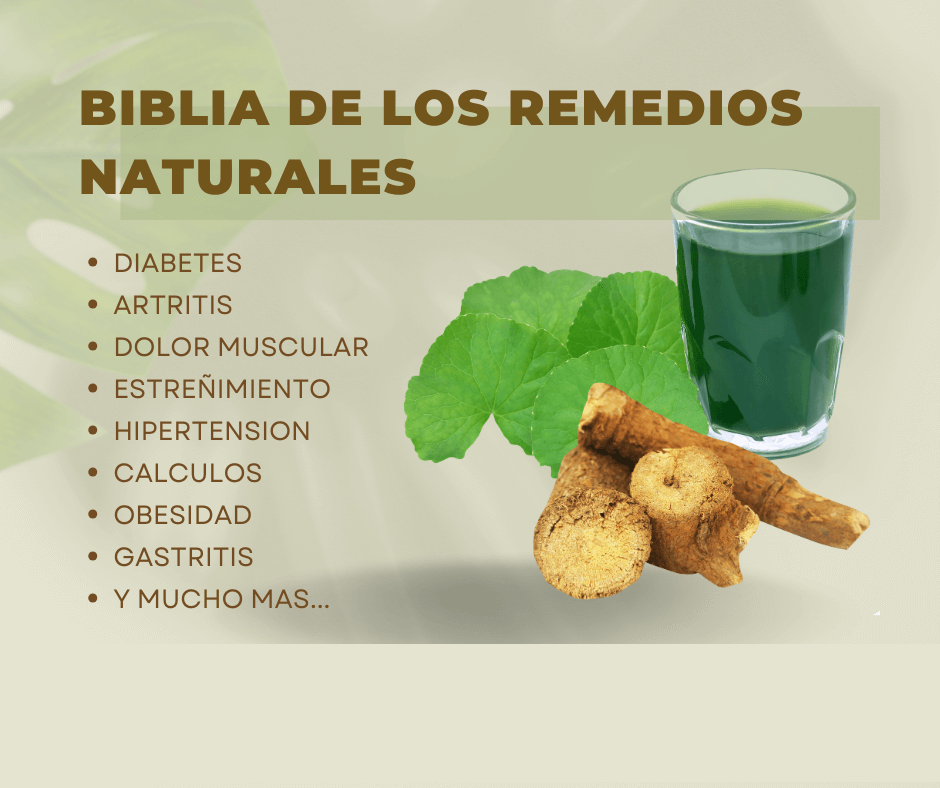 BIBLIA DE LOS REMEDIOS
NATURALES
• DIABETES
• ARTRITIS
• DOLOR MUSCULAR
• ESTREÑIMIENTO
• HIPERTENSION
• CALCULOS
• OBESIDAD
• GASTRITIS
• Y MUCHO MAS...